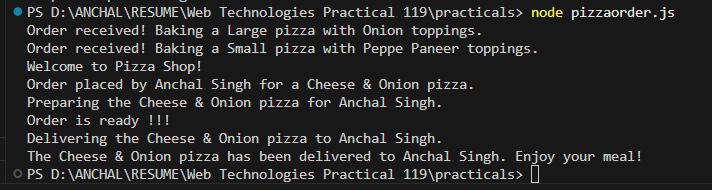 PS D:\ANCHAL\RESUME\Web Technologies Practical 119\practicals> node pizzaorder.js
Order received! Baking a Large pizza with Onion toppings.
Order received! Baking a Small pizza with Peppe Paneer toppings.
Welcome to Pizza Shop!
Order placed by Anchal Singh for a Cheese & Onion pizza.
Preparing the Cheese & Onion pizza for Anchal Singh.
Order is ready !!!
Delivering the Cheese & Onion pizza to Anchal Singh.
The Cheese & Onion pizza has been delivered to Anchal Singh. Enjoy your meal!
PS D:\ANCHAL\RESUME\Web Technologies Practical 119\practicals>